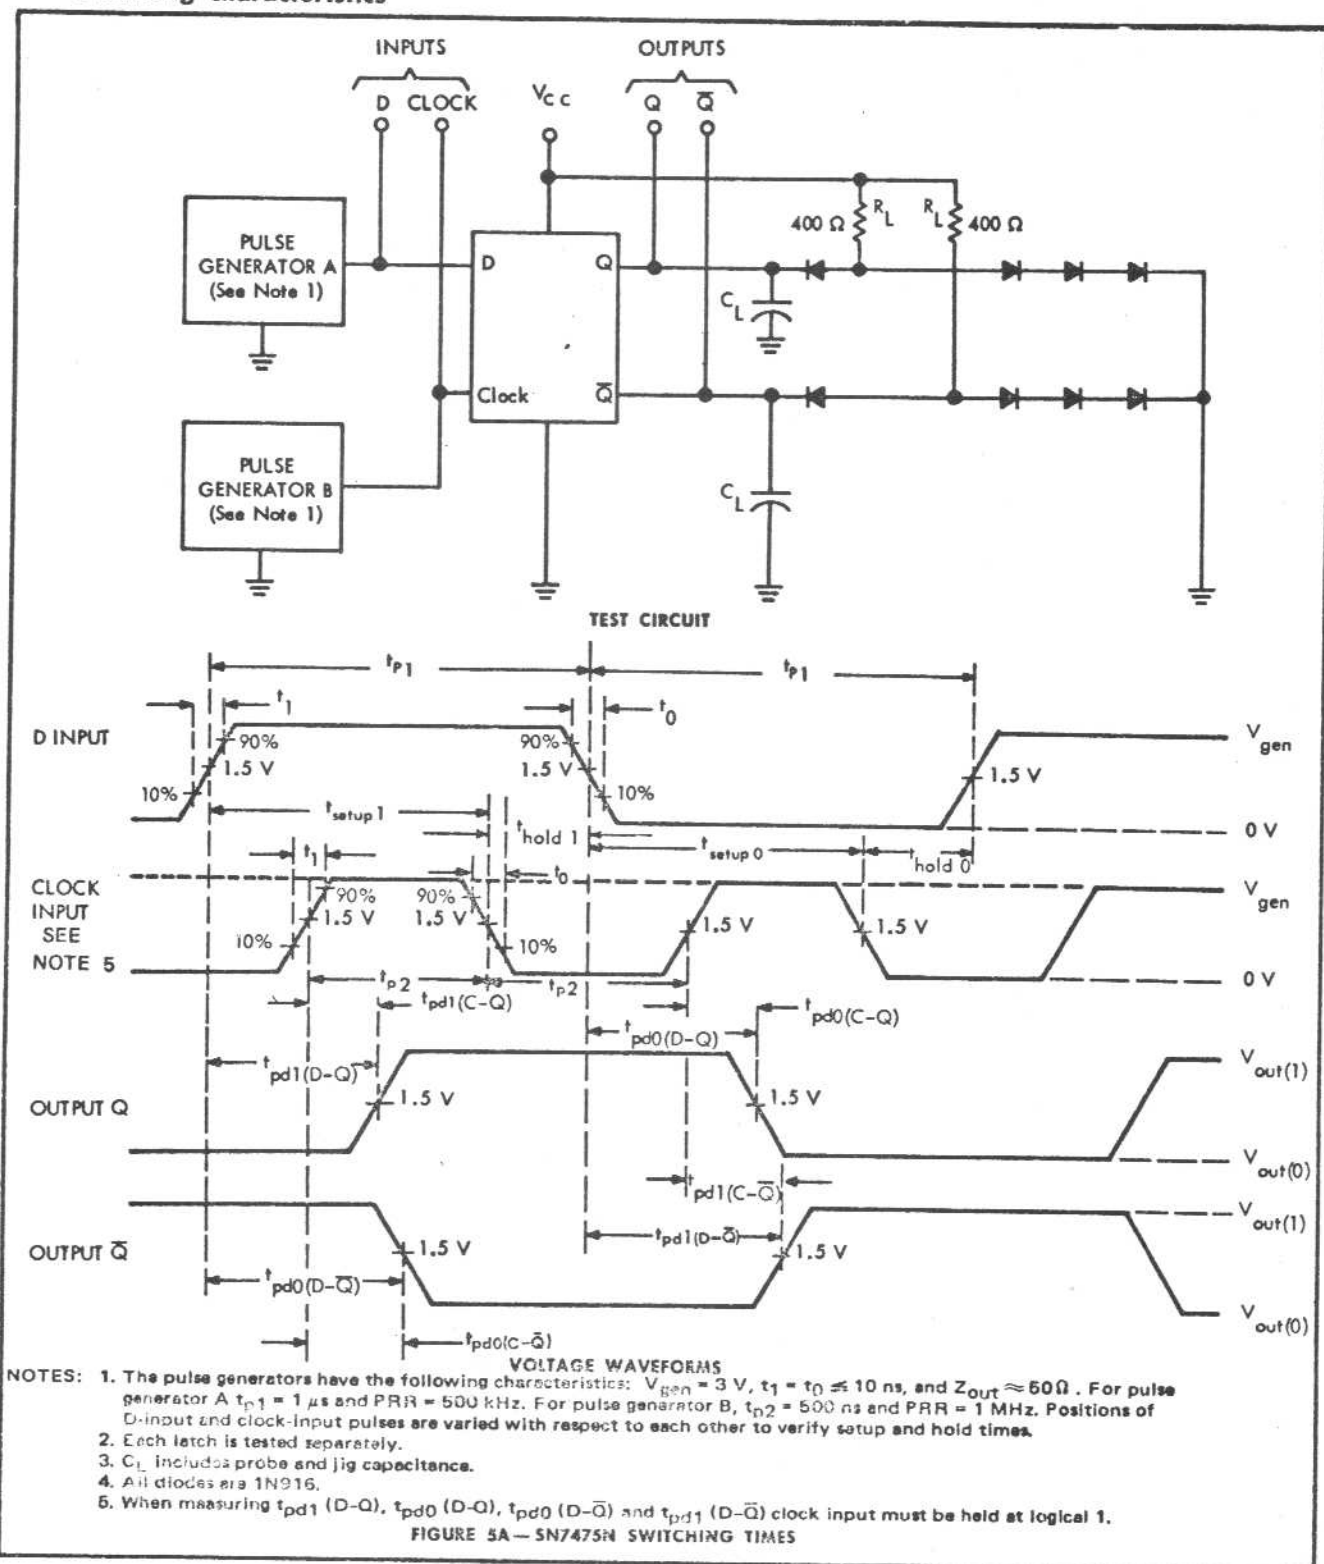 INPUTS
OUTPUTS
D CLOCK
VCC
Q Q̄
PULSE
GENERATOR A
(See Note 1)
D
Q
400 Ω RL
RL 400 Ω
CL
Clock
Q̄
PULSE
GENERATOR B
(See Note 1)
CL
TEST CIRCUIT
tP1
tP1
t1
t0
D INPUT
90%
1.5 V
10%
90%
1.5 V
10%
1.5 V
Vgen
0 V
tsetup 1
thold 1
tsetup 0
thold 0
t1
t0
CLOCK
INPUT
SEE
NOTE 5
90%
1.5 V
10%
90%
1.5 V
10%
1.5 V
1.5 V
Vgen
0 V
tp2
tp2
tpd1(C-Q)
tpd0(D-Q)
tpd0(C-Q)
tpd1(D-Q)
OUTPUT Q
1.5 V
1.5 V
Vout(1)
Vout(0)
tpd1(C-Q̄)
tpd1(D-Q̄)
OUTPUT Q̄
1.5 V
1.5 V
Vout(1)
Vout(0)
tpd0(D-Q̄)
tpd0(C-Q̄)
VOLTAGE WAVEFORMS
NOTES: 1. The pulse generators have the following characteristics: Vgen = 3 V, t1 = t0 ≤ 10 ns, and Zout ≈ 50Ω. For pulse
generator A tp1 = 1 µs and PRR = 500 kHz. For pulse generator B, tp2 = 500 ns and PRR = 1 MHz. Positions of
D-input and clock-input pulses are varied with respect to each other to verify setup and hold times.
2. Each latch is tested separately.
3. CL includes probe and jig capacitance.
4. All diodes are 1N916.
5. When measuring tpd1 (D-Q), tpd0 (D-Q), tpd0 (D-Q̄) and tpd1 (D-Q̄) clock input must be held at logical 1.
FIGURE 5A — SN7475N SWITCHING TIMES